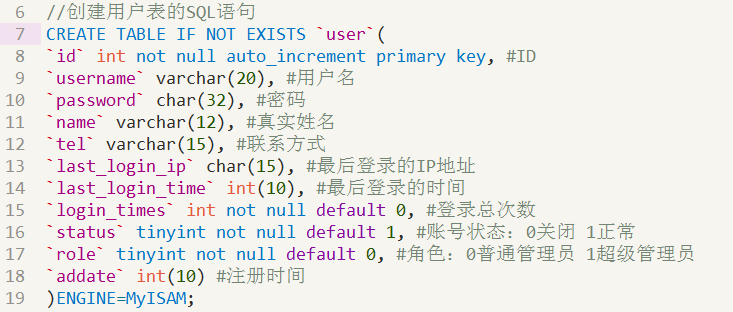 6 //创建用户表的SQL语句
7 CREATE TABLE IF NOT EXISTS `user`(
8 `id` int not null auto_increment primary key, #ID
9 `username` varchar(20), #用户名
10 `password` char(32), #密码
11 `name` varchar(12), #真实姓名
12 `tel` varchar(15), #联系方式
13 `last_login_ip` char(15), #最后登录的IP地址
14 `last_login_time` int(10), #最后登录的时间
15 `login_times` int not null default 0, #登录总次数
16 `status` tinyint not null default 1, #账号状态：0关闭 1正常
17 `role` tinyint not null default 0, #角色：0普通管理员 1超级管理员
18 `addate` int(10) #注册时间
19 )ENGINE=MyISAM;